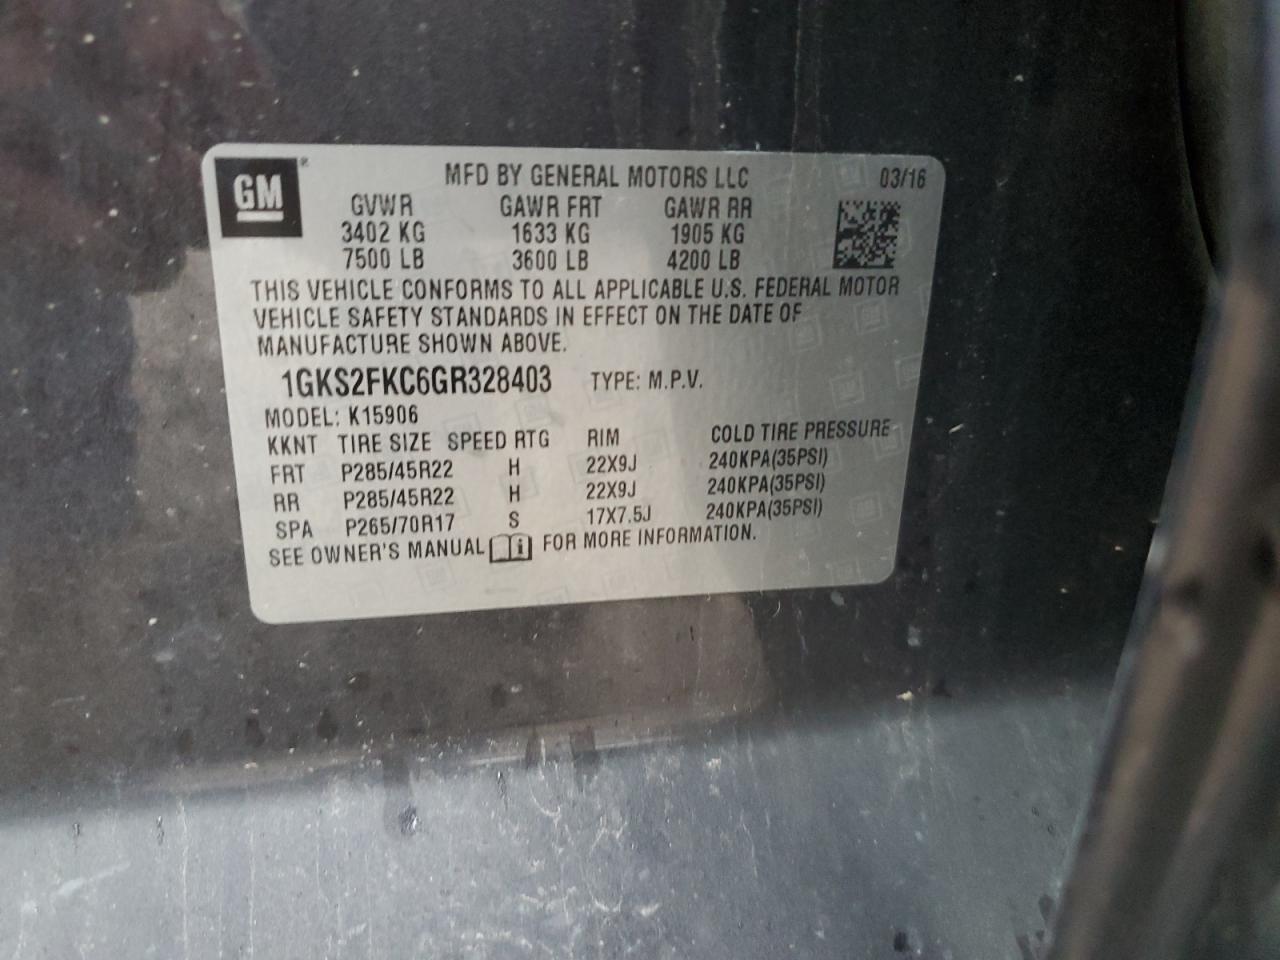 GM ® MFD BY GENERAL MOTORS LLC 03/16
GVWR GAWR FRT GAWR RR
3402 KG 1633 KG 1905 KG
7500 LB 3600 LB 4200 LB
THIS VEHICLE CONFORMS TO ALL APPLICABLE U.S. FEDERAL MOTOR
VEHICLE SAFETY STANDARDS IN EFFECT ON THE DATE OF
MANUFACTURE SHOWN ABOVE.
1GKS2FKC6GR328403 TYPE: M.P.V.
MODEL: K15906
KKNT TIRE SIZE SPEED RTG RIM COLD TIRE PRESSURE
FRT P285/45R22 H 22X9J 240KPA(35PSI)
RR P285/45R22 H 22X9J 240KPA(35PSI)
SPA P265/70R17 S 17X7.5J 240KPA(35PSI)
SEE OWNER'S MANUAL i FOR MORE INFORMATION.